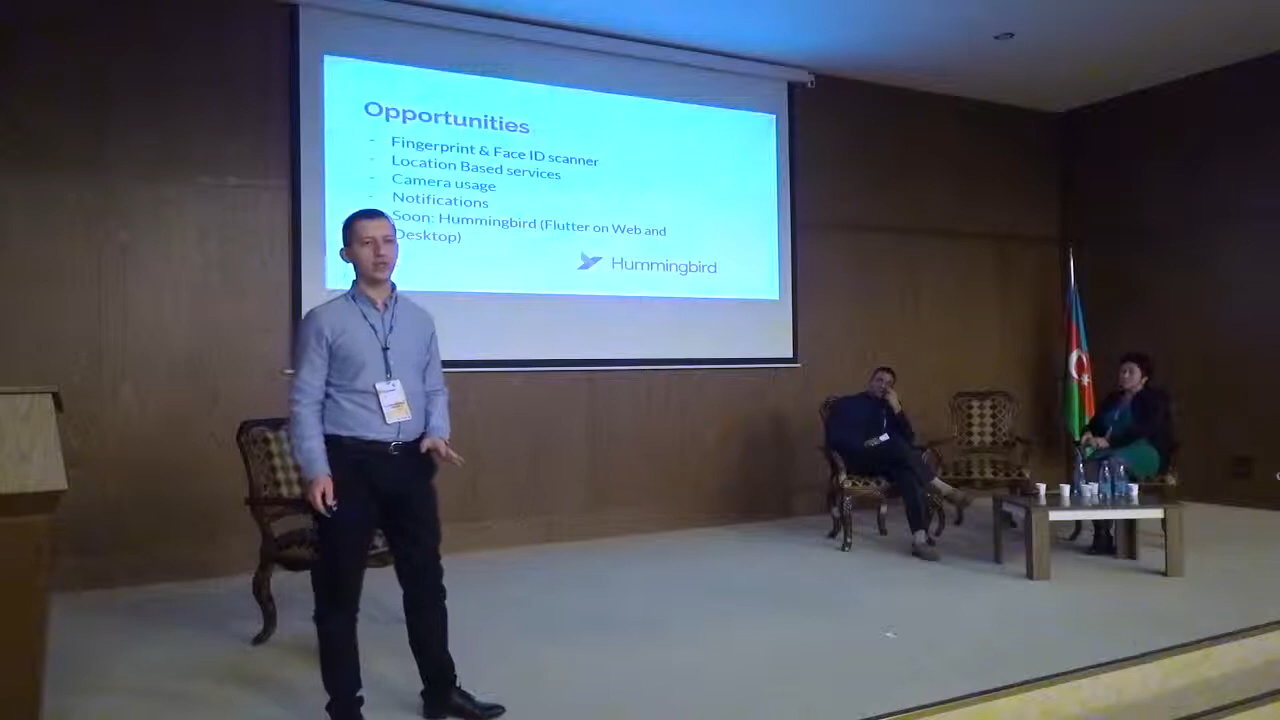 Opportunities
- Fingerprint & Face ID scanner
- Location Based services
- Camera usage
- Notifications
Soon: Hummingbird (Flutter on Web and
Desktop)
Hummingbird